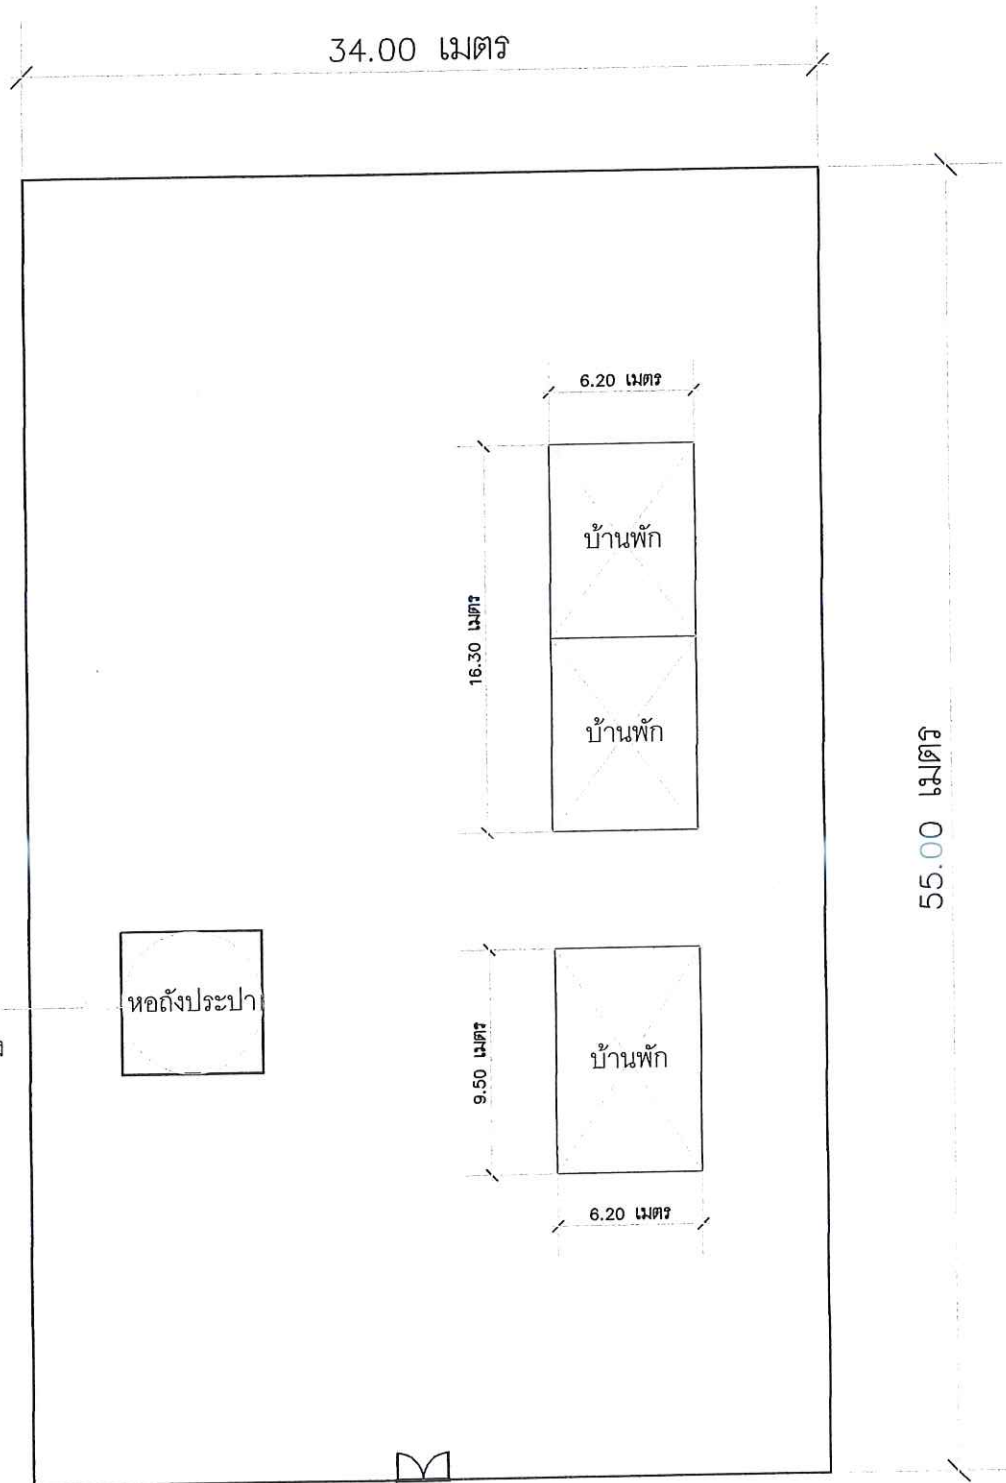 34.00 เมตร
6.20 เมตร
บ้านพัก
16.30 เมตร
บ้านพัก
55.00 เมตร
หอถังประปา
9.50 เมตร
บ้านพัก
6.20 เมตร